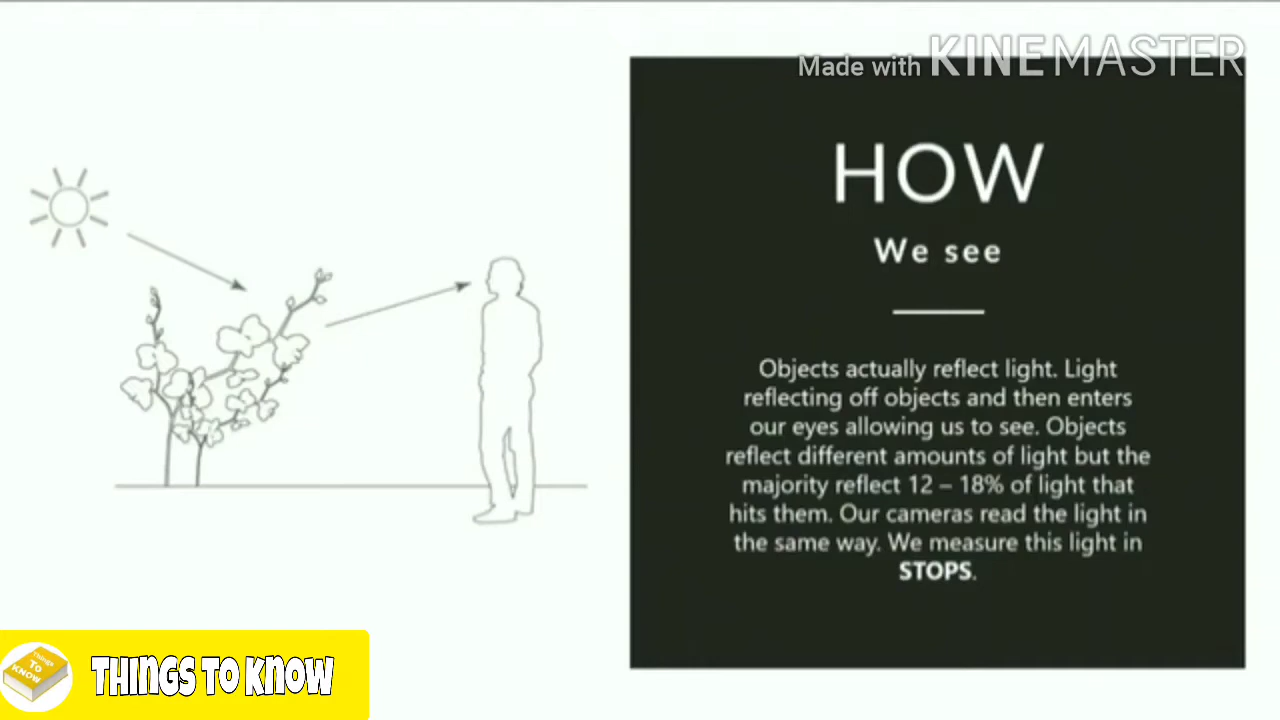 Made with KINEMASTER
HOW
We see
Objects actually reflect light. Light
reflecting off objects and then enters
our eyes allowing us to see. Objects
reflect different amounts of light but the
majority reflect 12 – 18% of light that
hits them. Our cameras read the light in
the same way. We measure this light in
STOPS.
Things
To
KNOW
THINGS TO KNOW